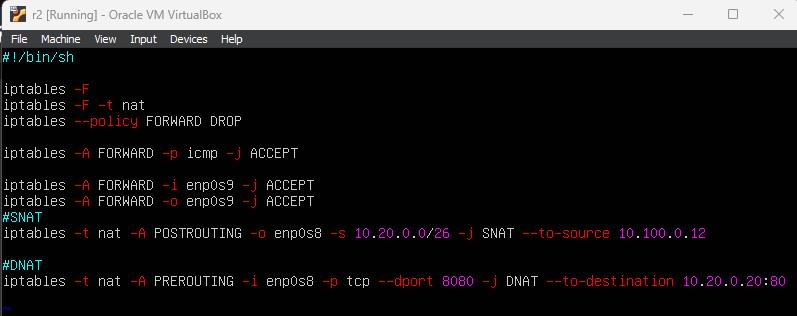 r2 [Running] - Oracle VM VirtualBox
File Machine View Input Devices Help
#!/bin/sh
iptables -F
iptables -F -t nat
iptables --policy FORWARD DROP
iptables -A FORWARD -p icmp -j ACCEPT
iptables -A FORWARD -i enp0s9 -j ACCEPT
iptables -A FORWARD -o enp0s9 -j ACCEPT
#SNAT
iptables -t nat -A POSTROUTING -o enp0s8 -s 10.20.0.0/26 -j SNAT --to-source 10.100.0.12
#DNAT
iptables -t nat -A PREROUTING -i enp0s8 -p tcp --dport 8080 -j DNAT --to-destination 10.20.0.20:80
~